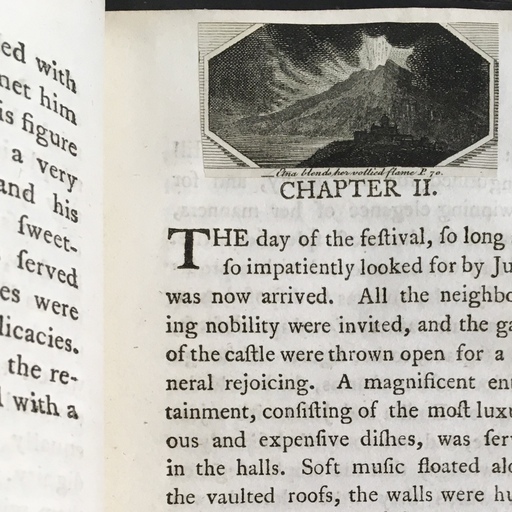 ed with
net him
is figure
a very
and his
ſweet-
ſerved
es were
licacies.
the re-
with a
Etna blends her vollied flame P. 70.
CHAPTER II.
THE day of the feſtival, ſo long
ſo impatiently looked for by Ju
was now arrived. All the neighbo
ing nobility were invited, and the ga
of the caſtle were thrown open for a
neral rejoicing. A magnificent en
tainment, conſiſting of the moſt lux
ous and expenſive diſhes, was ſer
in the halls. Soft muſic floated alo
the vaulted roofs, the walls were hu